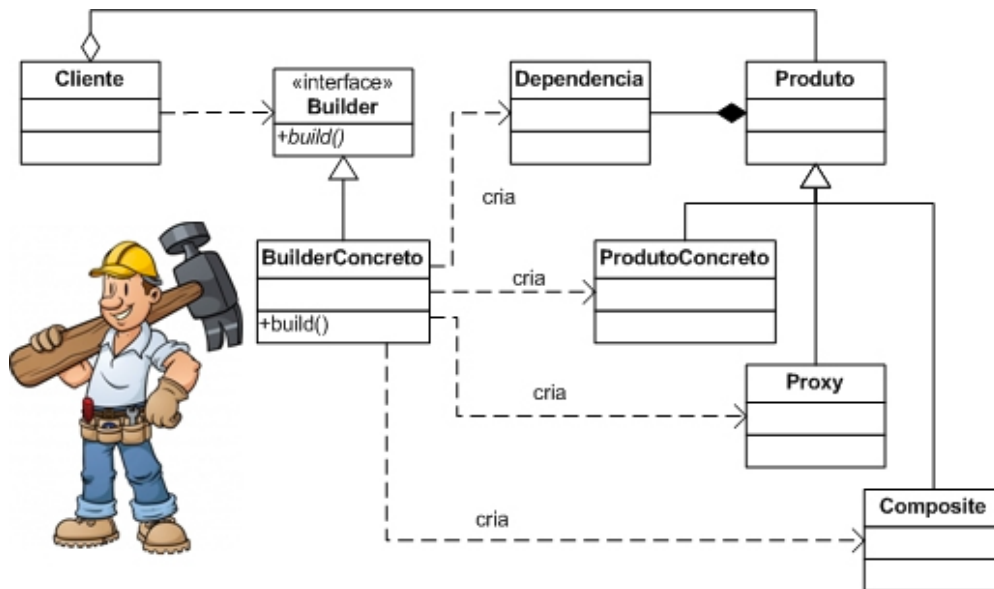 Cliente
«interface»
Builder
+build()
Dependencia
Produto
cria
BuilderConcreto
+build()
cria
ProdutoConcreto
cria
Proxy
cria
Composite